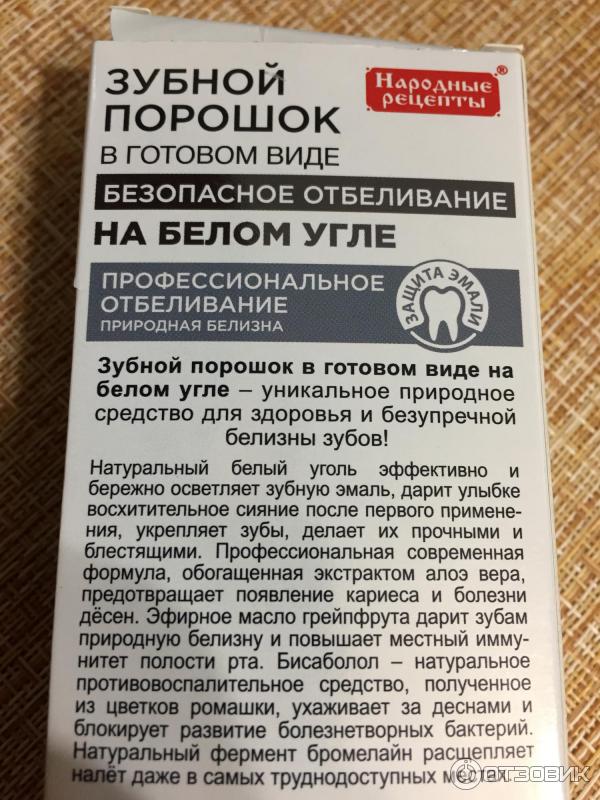 ЗУБНОЙ
ПОРОШОК
В ГОТОВОМ ВИДЕ
Народные
рецепты®
БЕЗОПАСНОЕ ОТБЕЛИВАНИЕ
НА БЕЛОМ УГЛЕ
ПРОФЕССИОНАЛЬНОЕ
ОТБЕЛИВАНИЕ
ПРИРОДНАЯ БЕЛИЗНА
ЗАЩИТА ЭМАЛИ
Зубной порошок в готовом виде на
белом угле – уникальное природное
средство для здоровья и безупречной
белизны зубов!
Натуральный белый уголь эффективно и
бережно осветляет зубную эмаль, дарит улыбке
восхитительное сияние после первого примене-
ния, укрепляет зубы, делает их прочными и
блестящими. Профессиональная современная
формула, обогащенная экстрактом алоэ вера,
предотвращает появление кариеса и болезни
дёсен. Эфирное масло грейпфрута дарит зубам
природную белизну и повышает местный имму-
нитет полости рта. Бисаболол – натуральное
противовоспалительное средство, полученное
из цветков ромашки, ухаживает за деснами и
блокирует развитие болезнетворных бактерий.
Натуральный фермент бромелайн расщепляет
налёт даже в самых труднодоступных местах.
ОТЗОВИК